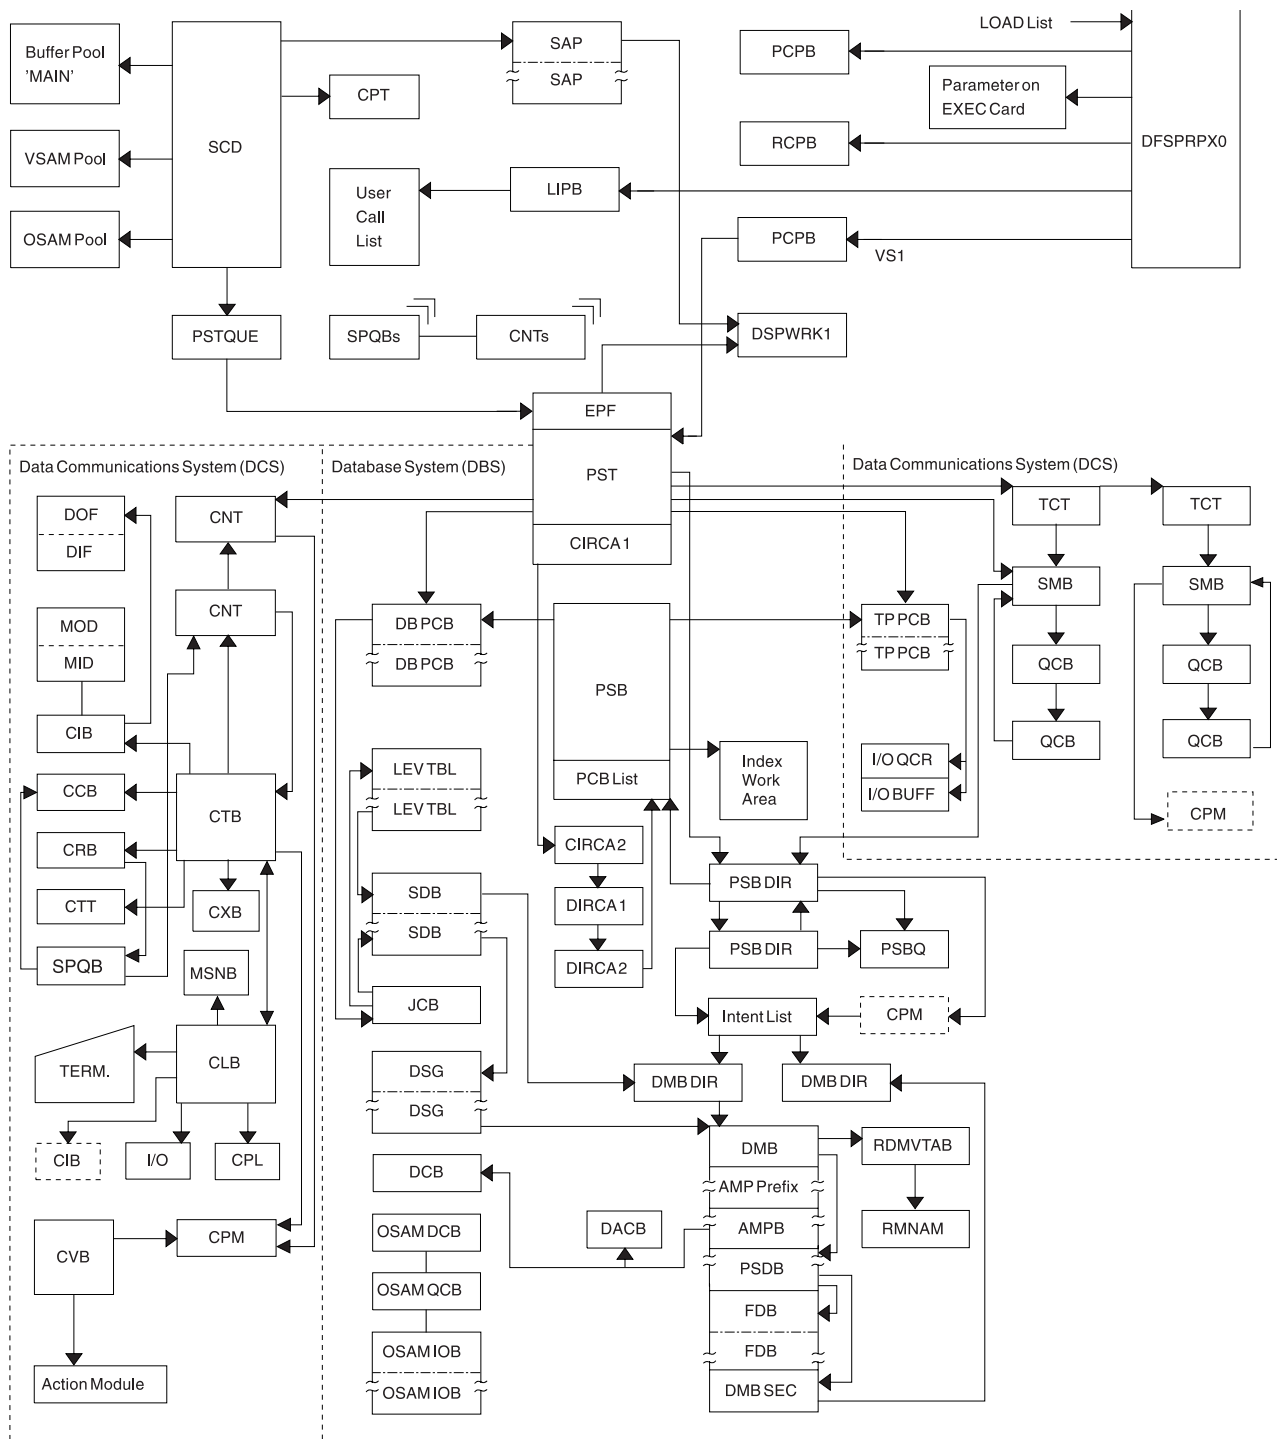 LOAD List
Buffer Pool
'MAIN'
SCD
SAP
SAP
PCPB
CPT
Parameter on
EXEC Card
DFSPRPX0
VSAM Pool
RCPB
User
Call
List
LIPB
OSAM Pool
PCPB
VS1
PSTQUE
SPQBs
CNTs
DSPWRK1
EPF
Data Communications System (DCS)
Database System (DBS)
PST
Data Communications System (DCS)
DOF
DIF
CNT
CIRCA1
TCT
TCT
SMB
SMB
CNT
MOD
MID
DB PCB
DB PCB
PSB
TP PCB
TP PCB
QCB
QCB
CIB
QCB
QCB
LEV TBL
LEV TBL
PCB List
Index
Work
Area
I/O QCR
I/O BUFF
CCB
CTB
CPM
CRB
CIRCA2
CTT
CXB
SDB
SDB
DIRCA1
PSB DIR
SPQB
MSNB
DIRCA2
PSB DIR
PSBQ
JCB
Intent List
CPM
TERM.
CLB
DSG
DSG
DMB DIR
DMB DIR
CIB
I/O
CPL
DCB
DMB
AMP Prefix
RDMVTAB
CVB
CPM
OSAM DCB
DACB
AMPB
RMNAM
PSDB
OSAM QCB
FDB
FDB
OSAM IOB
OSAM IOB
Action Module
DMB SEC